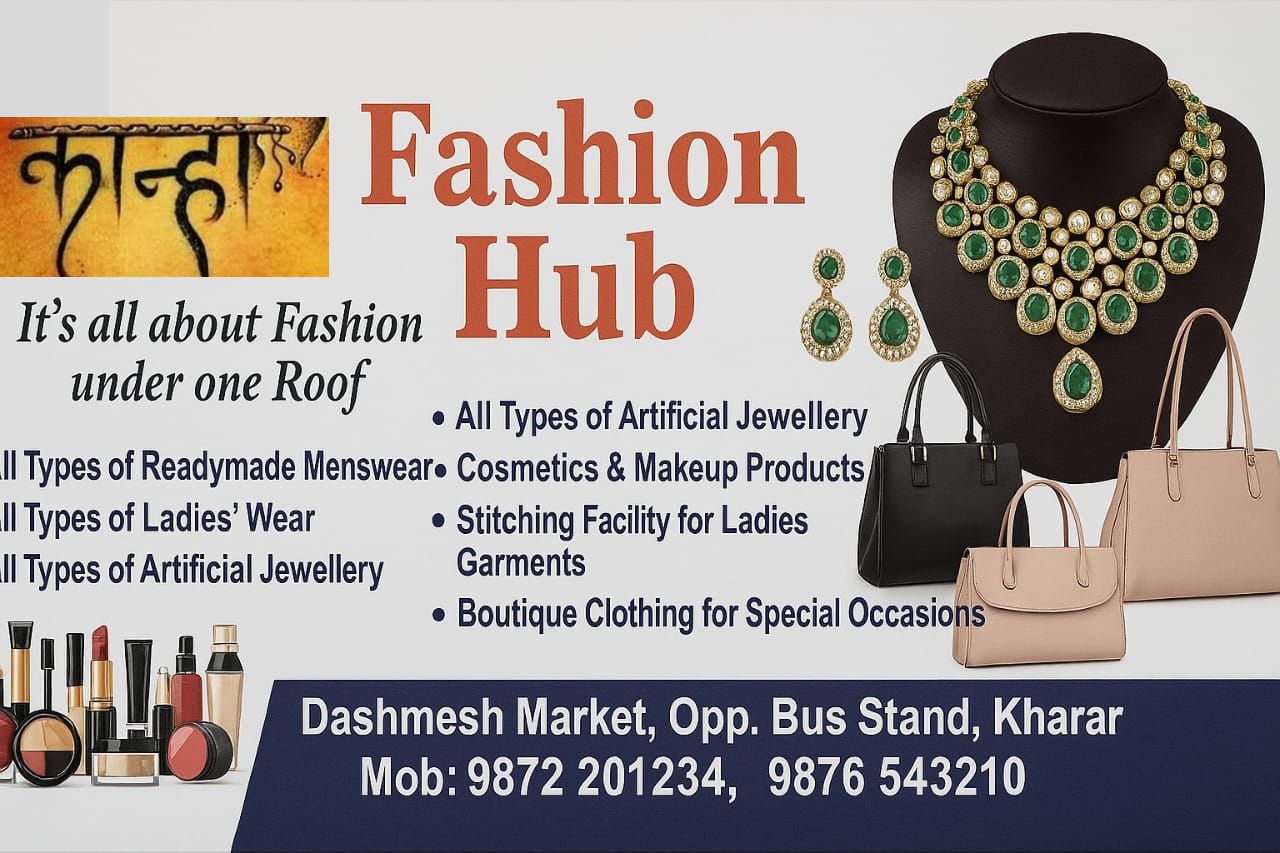 कान्हा
Fashion
Hub
It's all about Fashion
under one Roof
ll Types of Readymade Menswear
ll Types of Ladies' Wear
ll Types of Artificial Jewellery
• All Types of Artificial Jewellery
• Cosmetics & Makeup Products
• Stitching Facility for Ladies
Garments
• Boutique Clothing for Special Occasions
Dashmesh Market, Opp. Bus Stand, Kharar
Mob: 9872 201234, 9876 543210